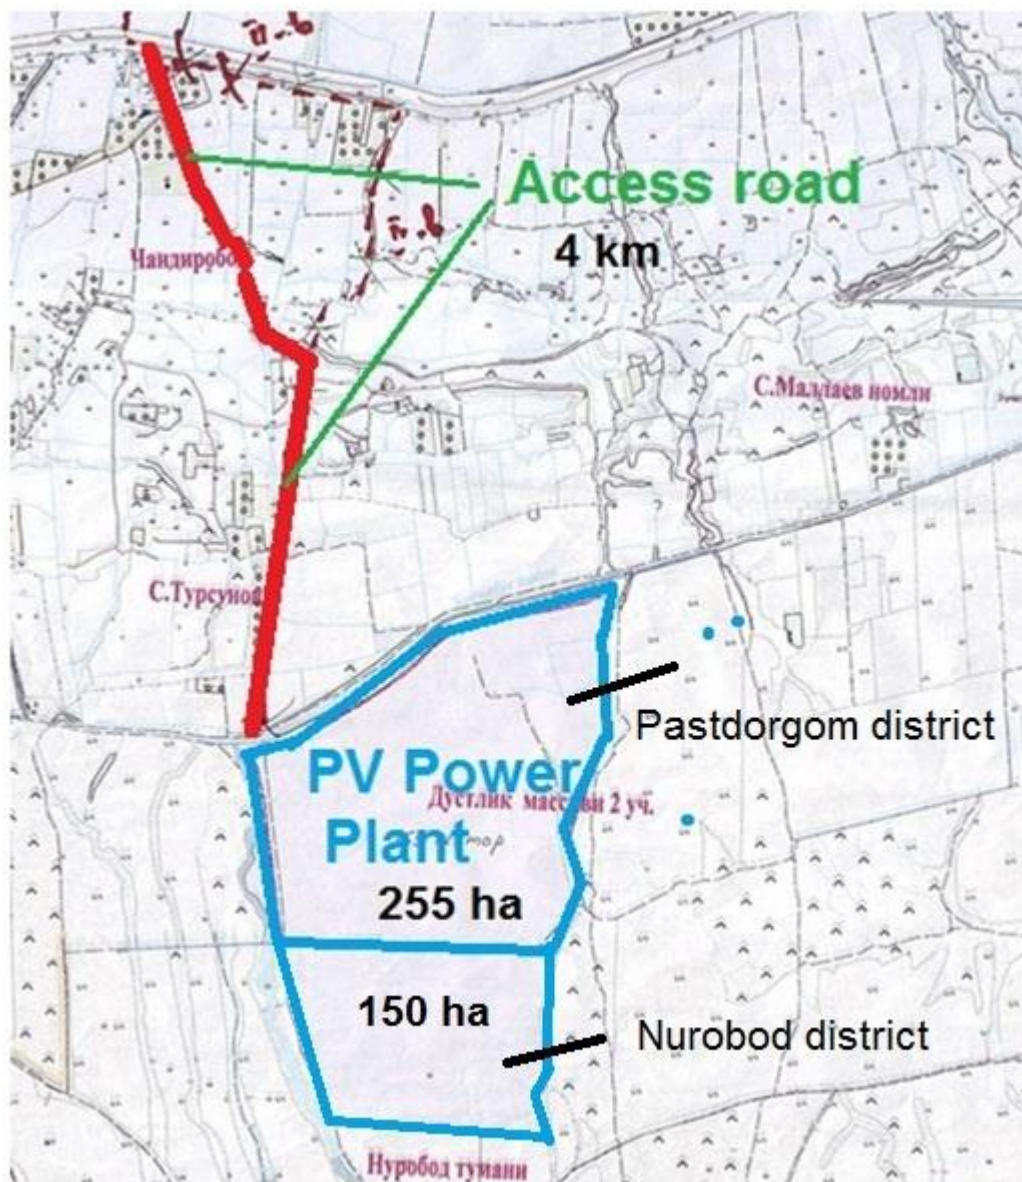 Access road
4 km
Чандиробо
С.Маллаев номли
С.Турсунов
Pastdorgom district
PV Power
Plant
Дустлик массиви 2 уч.
255 ha
150 ha
Nurobod district
Нуробод тумани